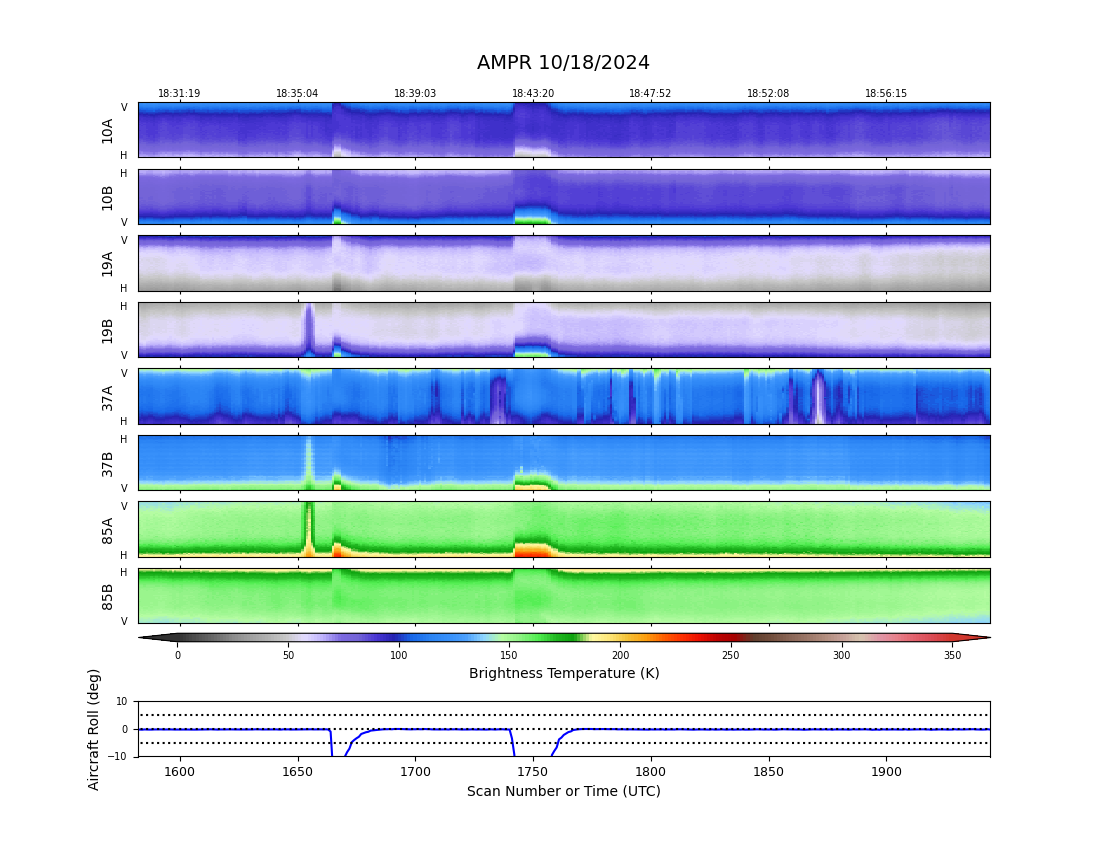 AMPR 10/18/2024
18:31:19 18:35:04 18:39:03 18:43:20 18:47:52 18:52:08 18:56:15
V
10A
H
H
10B
V
V
19A
H
H
19B
V
V
37A
H
H
37B
V
V
85A
H
H
85B
V
0 50 100 150 200 250 300 350
Brightness Temperature (K)
Aircraft Roll (deg)
10
0
−10
1600 1650 1700 1750 1800 1850 1900
Scan Number or Time (UTC)